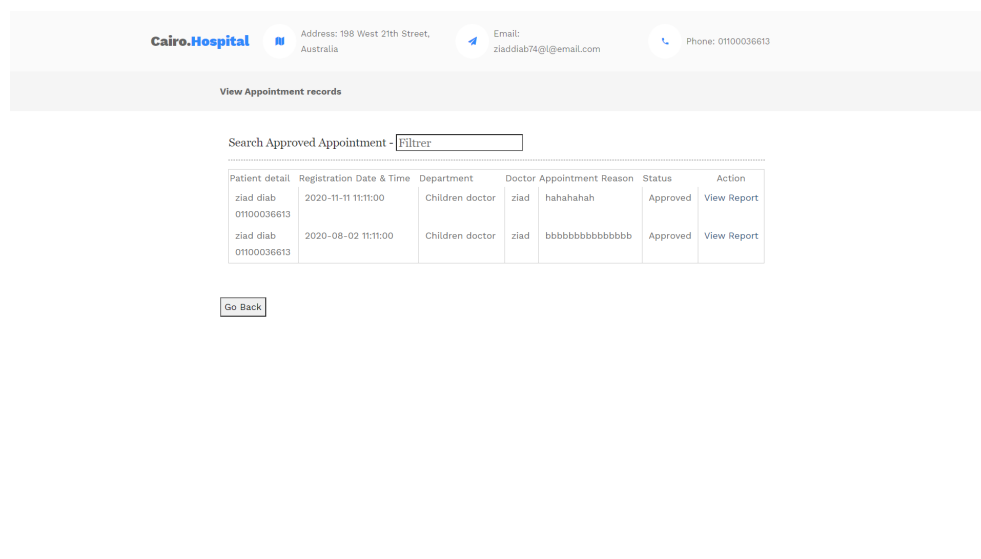 Cairo.Hospital
Address: 198 West 21th Street,
Australia
Email:
ziaddiab74@l@email.com
Phone: 01100036613
View Appointment records
Search Approved Appointment - Filtrer
Patient detail Registration Date & Time Department Doctor Appointment Reason Status Action
ziad diab 2020-11-11 11:11:00 Children doctor ziad hahahahah Approved View Report
01100036613
ziad diab 2020-08-02 11:11:00 Children doctor ziad bbbbbbbbbbbbbbb Approved View Report
01100036613
Go Back